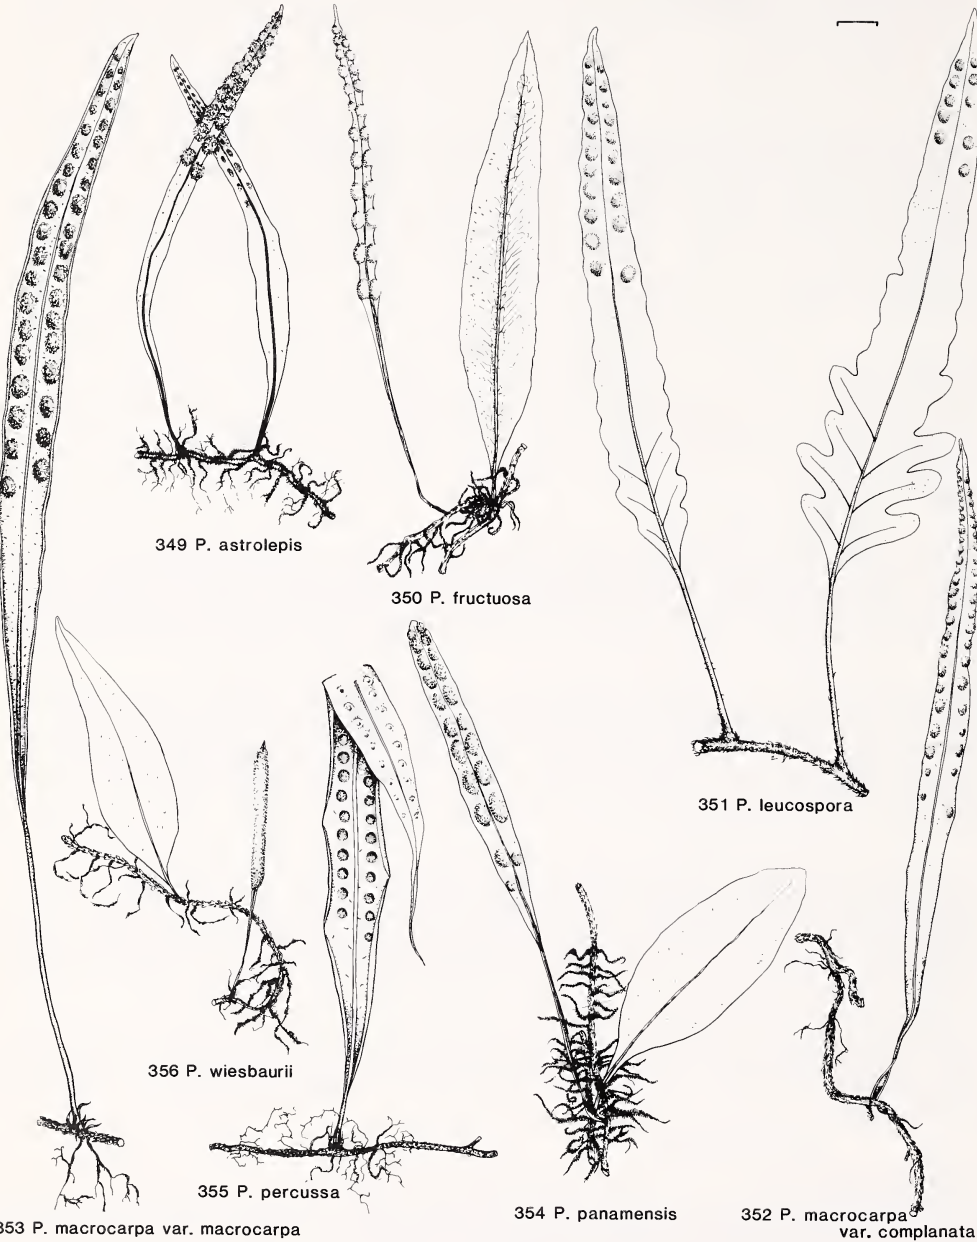 349 P. astrolepis
350 P. fructuosa
351 P. leucospora
356 P. wiesbaurii
355 P. percussa
354 P. panamensis
352 P. macrocarpa
var. complanata
353 P. macrocarpa var. macrocarpa